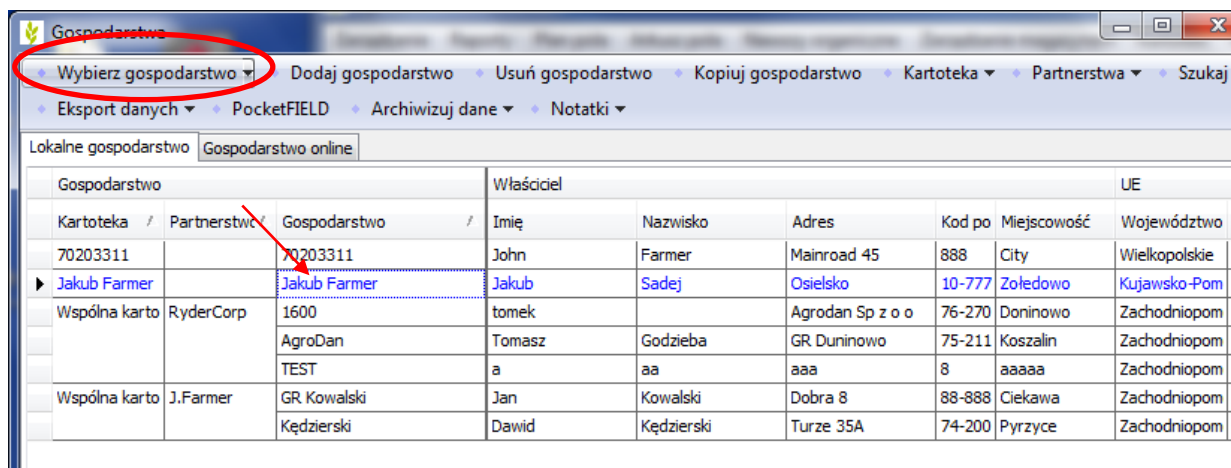 Gospodarstwa
Wybierz gospodarstwo Dodaj gospodarstwo Usuń gospodarstwo Kopiuj gospodarstwo Kartoteka Partnerstwa Szukaj
Eksport danych PocketFIELD Archiwizuj dane Notatki
Lokalne gospodarstwo Gospodarstwo online
Gospodarstwo Właściciel UE
Kartoteka Partnerstwo Gospodarstwo Imię Nazwisko Adres Kod po Miejscowość Województwo
70203311 70203311 John Farmer Mainroad 45 888 City Wielkopolskie
Jakub Farmer Jakub Farmer Jakub Sadej Osielsko 10-777 Zołedowo Kujawsko-Pom
Wspólna karto RyderCorp 1600 tomek Agrodan Sp z o o 76-270 Doninowo Zachodniopom
AgroDan Tomasz Godzieba GR Duninowo 75-211 Koszalin Zachodniopom
TEST a aa aaa 8 aaaaa Zachodniopom
Wspólna karto J.Farmer GR Kowalski Jan Kowalski Dobra 8 88-888 Ciekawa Zachodniopom
Kędzierski Dawid Kędzierski Turze 35A 74-200 Pyrzyce Zachodniopom